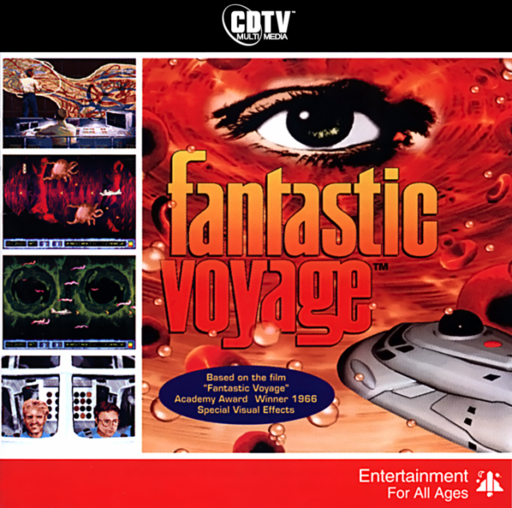 CDTV™
MULTI MEDIA
fantastic
voyage™
Based on the film
"Fantastic Voyage"
Academy Award Winner 1966
Special Visual Effects
Entertainment
For All Ages